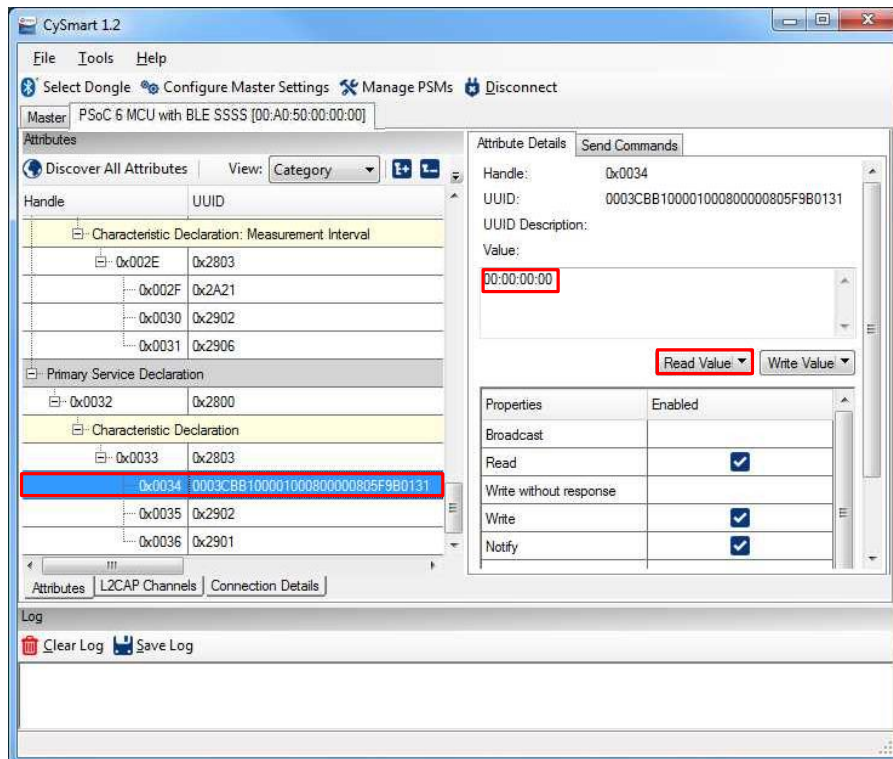 CySmart 1.2
File Tools Help
Select Dongle Configure Master Settings Manage PSMs Disconnect
Master PSoC 6 MCU with BLE SSSS [00:A0:50:00:00:00]
Attributes
Discover All Attributes View: Category
Handle UUID
Characteristic Declaration: Measurement Interval
0x002E 0x2803
0x002F 0x2A21
0x0030 0x2902
0x0031 0x2906
Primary Service Declaration
0x0032 0x2800
Characteristic Declaration
0x0033 0x2803
0x0034 0003CBB100001000800000805F9B0131
0x0035 0x2902
0x0036 0x2901
Attributes L2CAP Channels Connection Details
Attribute Details Send Commands
Handle: 0x0034
UUID: 0003CBB100001000800000805F9B0131
UUID Description:
Value:
00:00:00:00
Read Value Write Value
Properties Enabled
Broadcast
Read
Write without response
Write
Notify
Log
Clear Log Save Log